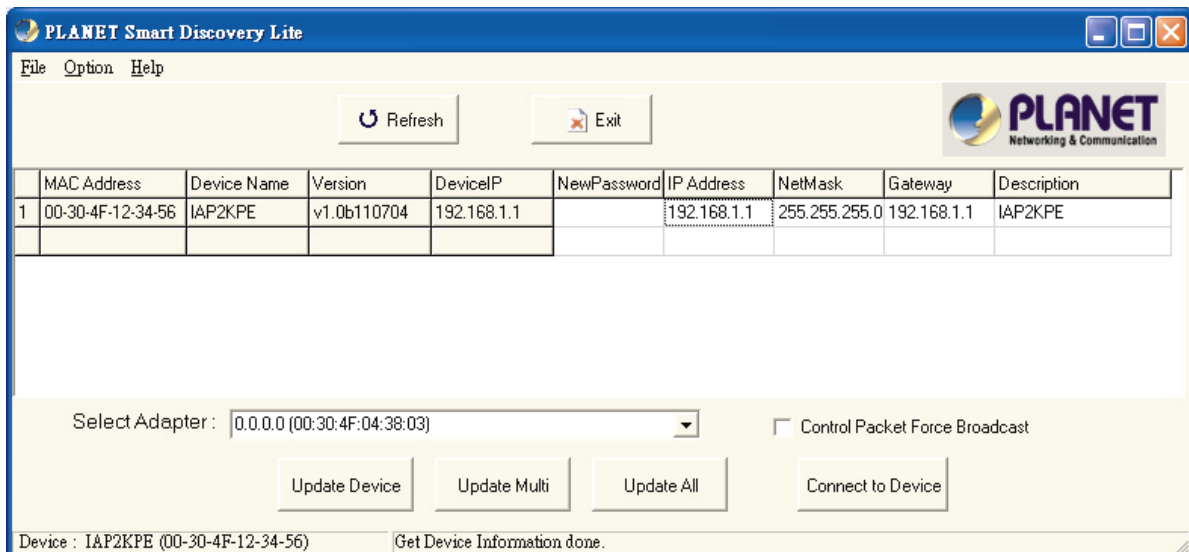 PLANET Smart Discovery Lite
File Option Help
Refresh Exit
PLANET
Networking & Communication
MAC Address Device Name Version DeviceIP NewPassword IP Address NetMask Gateway Description
1 00-30-4F-12-34-56 IAP2KPE v1.0b110704 192.168.1.1 192.168.1.1 255.255.255.0 192.168.1.1 IAP2KPE
Select Adapter : 0.0.0.0 (00:30:4F:04:38:03) Control Packet Force Broadcast
Update Device Update Multi Update All Connect to Device
Device : IAP2KPE (00-30-4F-12-34-56) Get Device Information done.